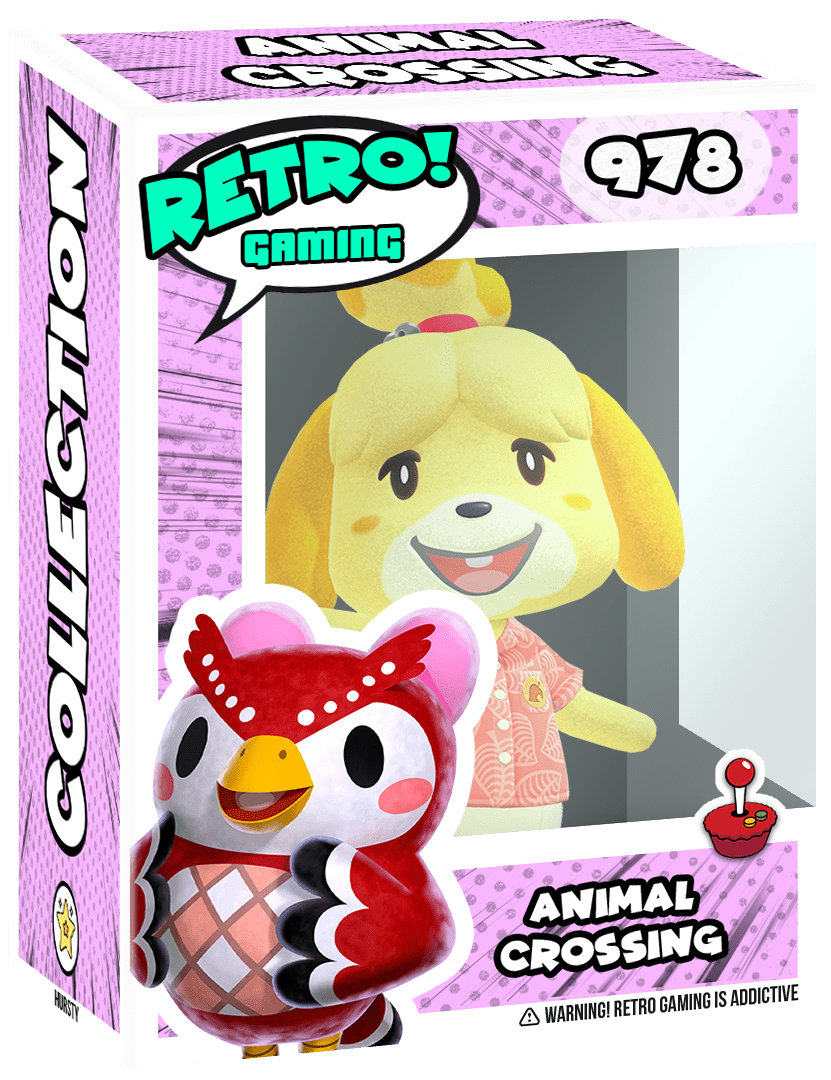 ANIMAL
CROSSING
RETRO!
GAMING
978
COLLECTION
ANIMAL
CROSSING
WARNING! RETRO GAMING IS ADDICTIVE
HURSTY